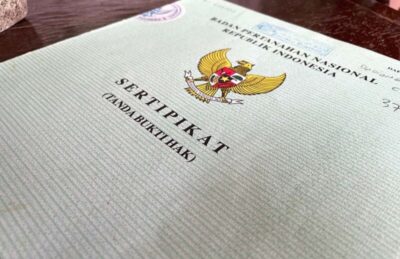 BADAN PERTANAHAN NASIONAL
REPUBLIK INDONESIA
SERTIPIKAT
(TANDA BUKTI HAK)